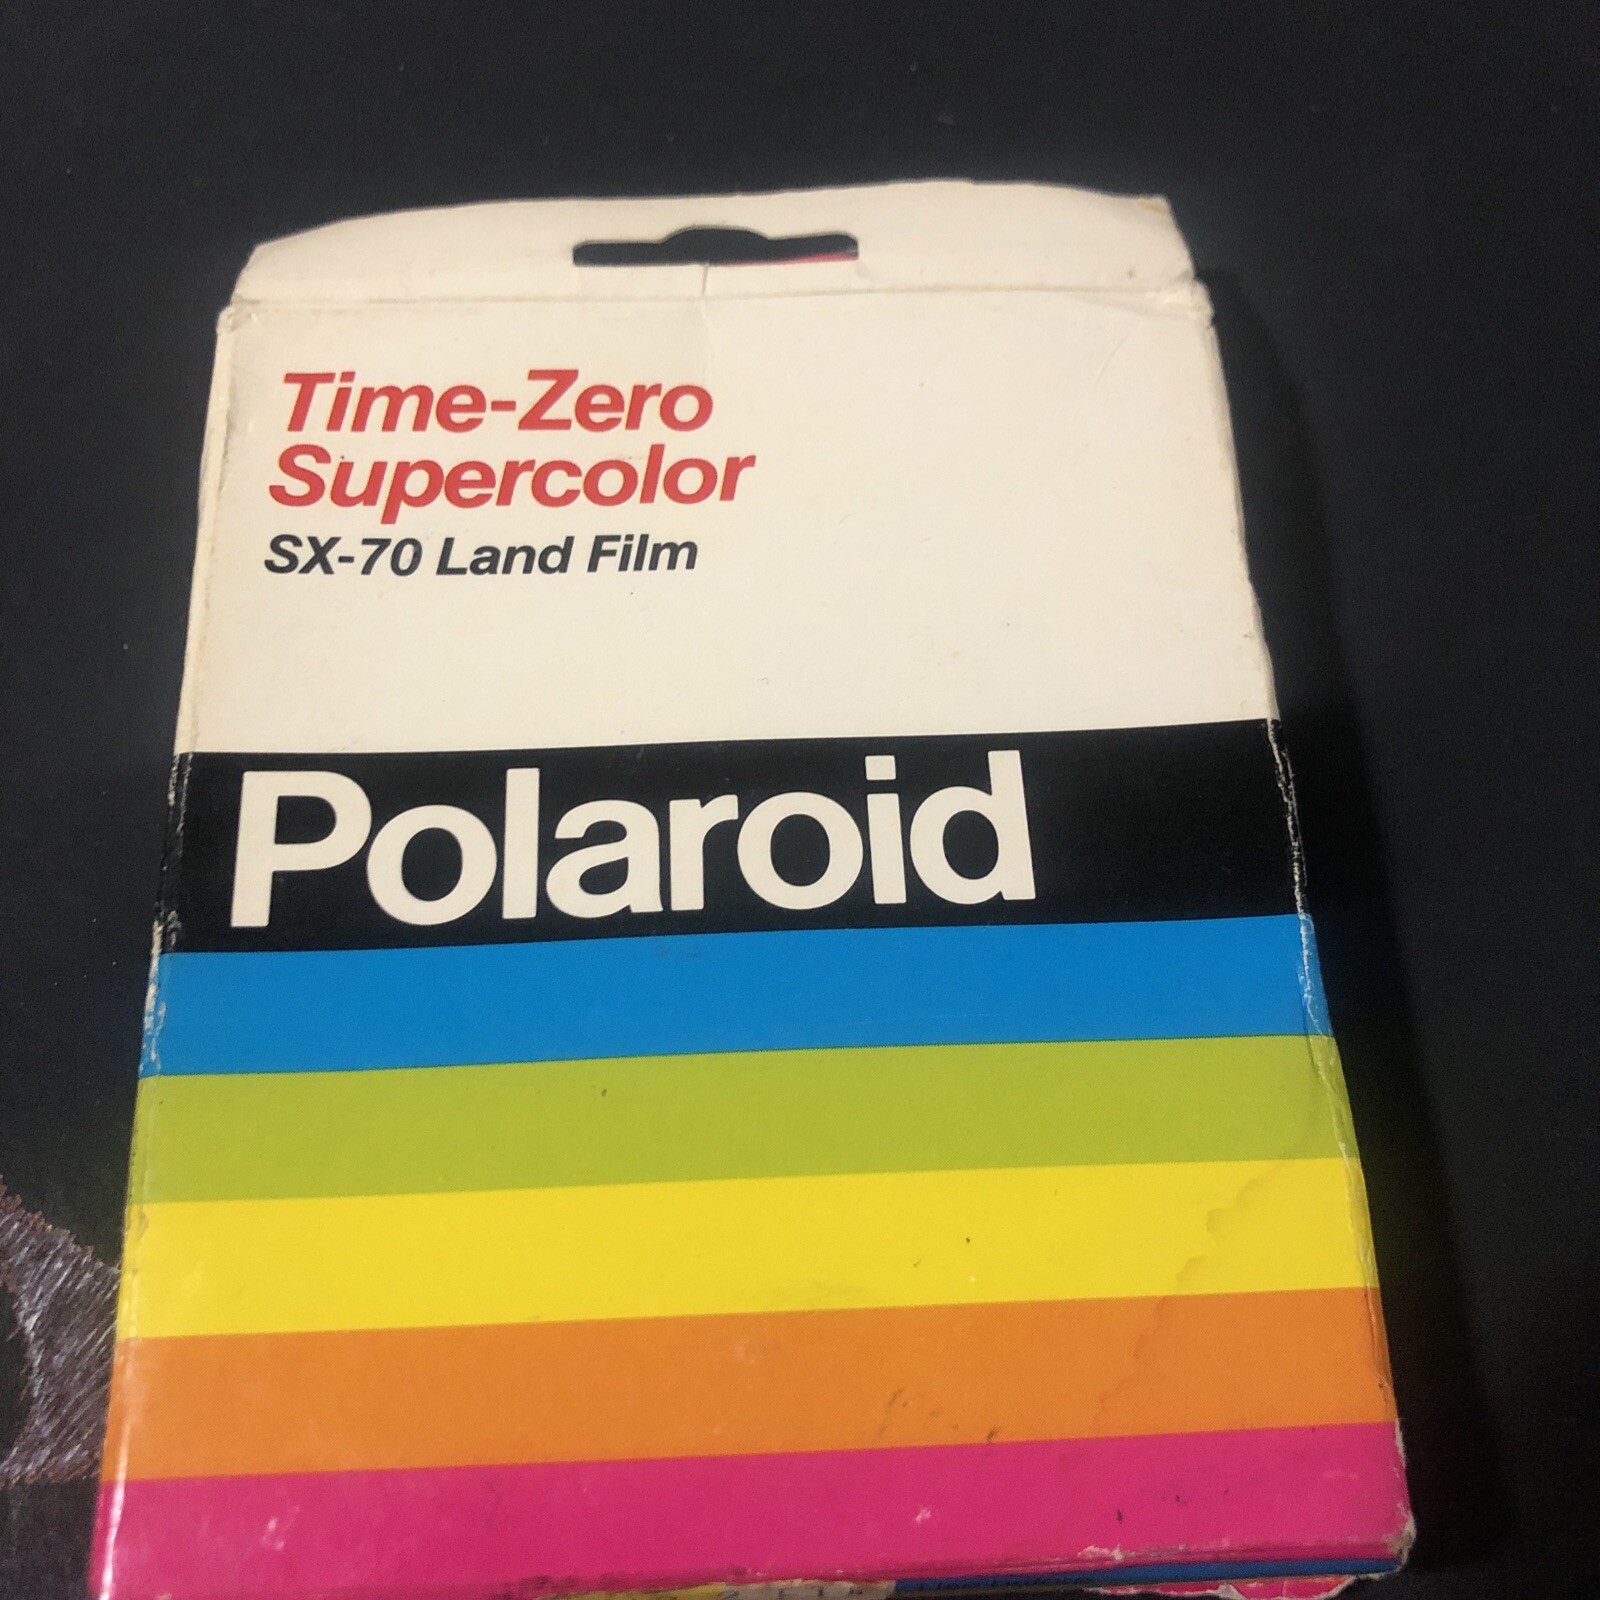 Time-Zero
Supercolor
SX-70 Land Film
Polaroid